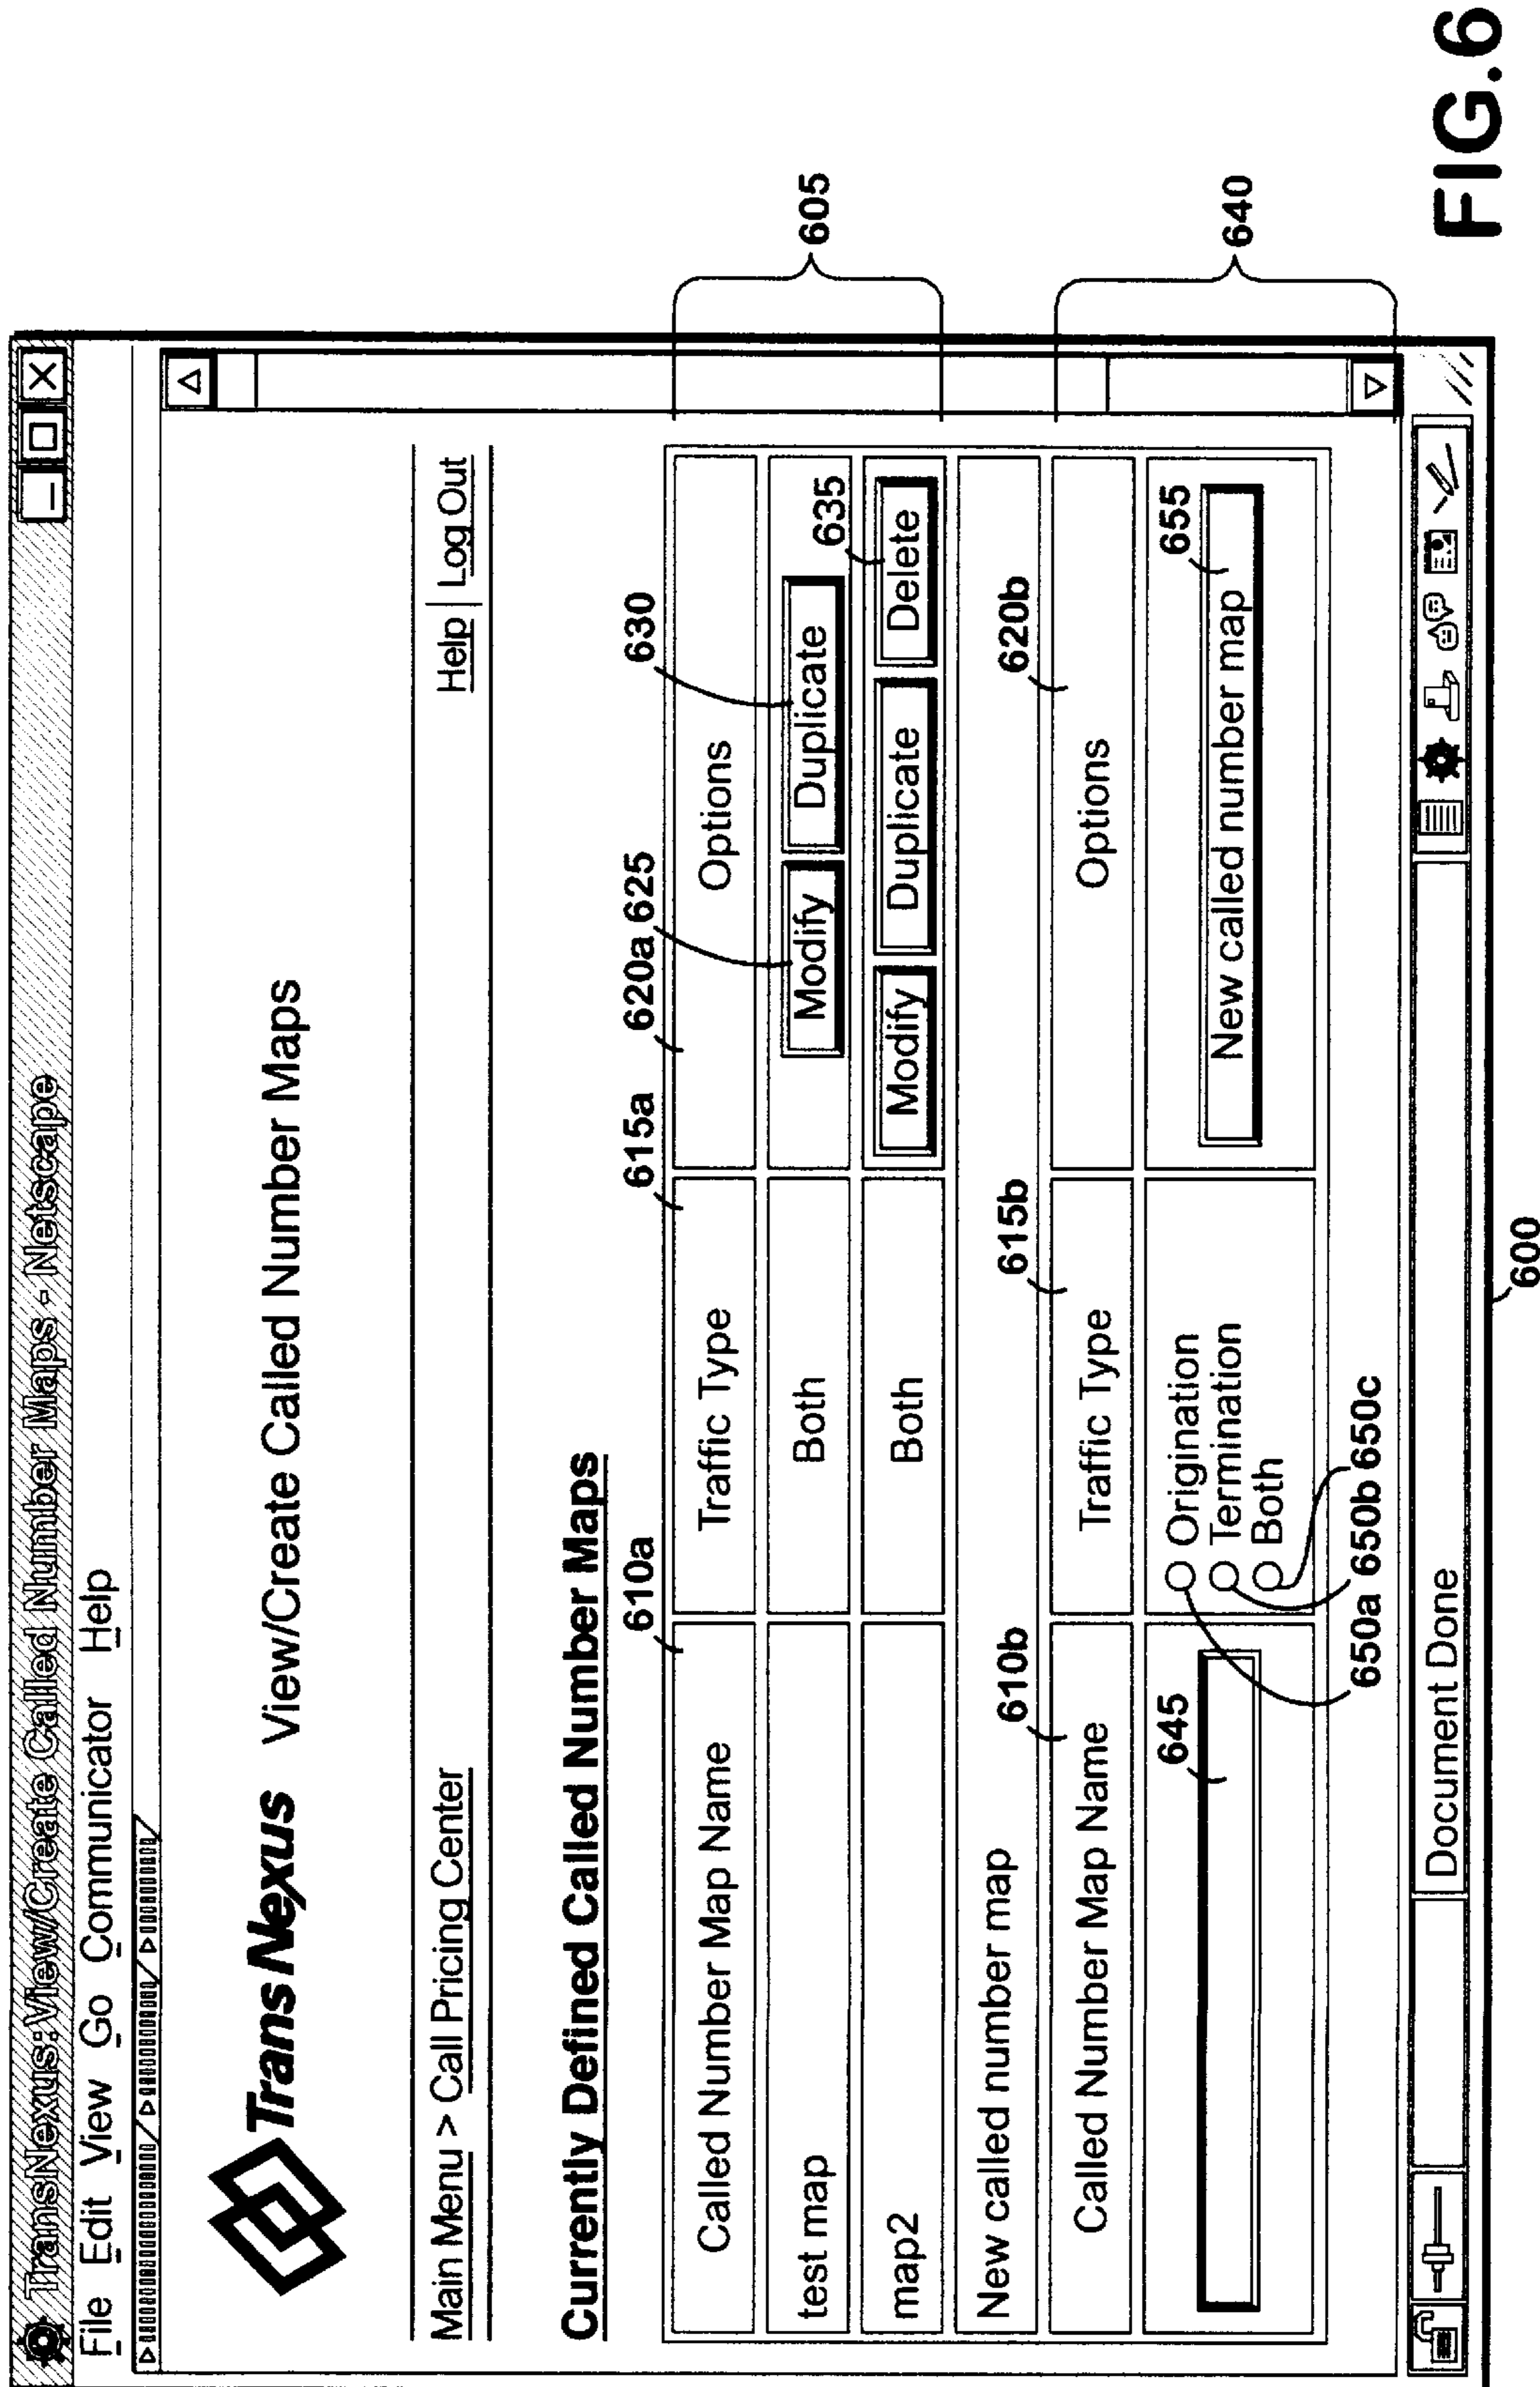 TransNexus:View/Create Called Number Maps - Netscape
File Edit View Go Communicator Help
TransNexus View/Create Called Number Maps
Main Menu > Call Pricing Center
Help | Log Out
Currently Defined Called Number Maps
610a
615a
620a
625
630
Called Number Map Name
Traffic Type
Options
test map
Both
Modify
Duplicate
635
map2
Both
Modify
Duplicate
Delete
605
New called number map
610b
615b
620b
Called Number Map Name
Traffic Type
Options
645
Origination
Termination
Both
655
New called number map
640
650a
650b
650c
Document Done
600
FIG.6